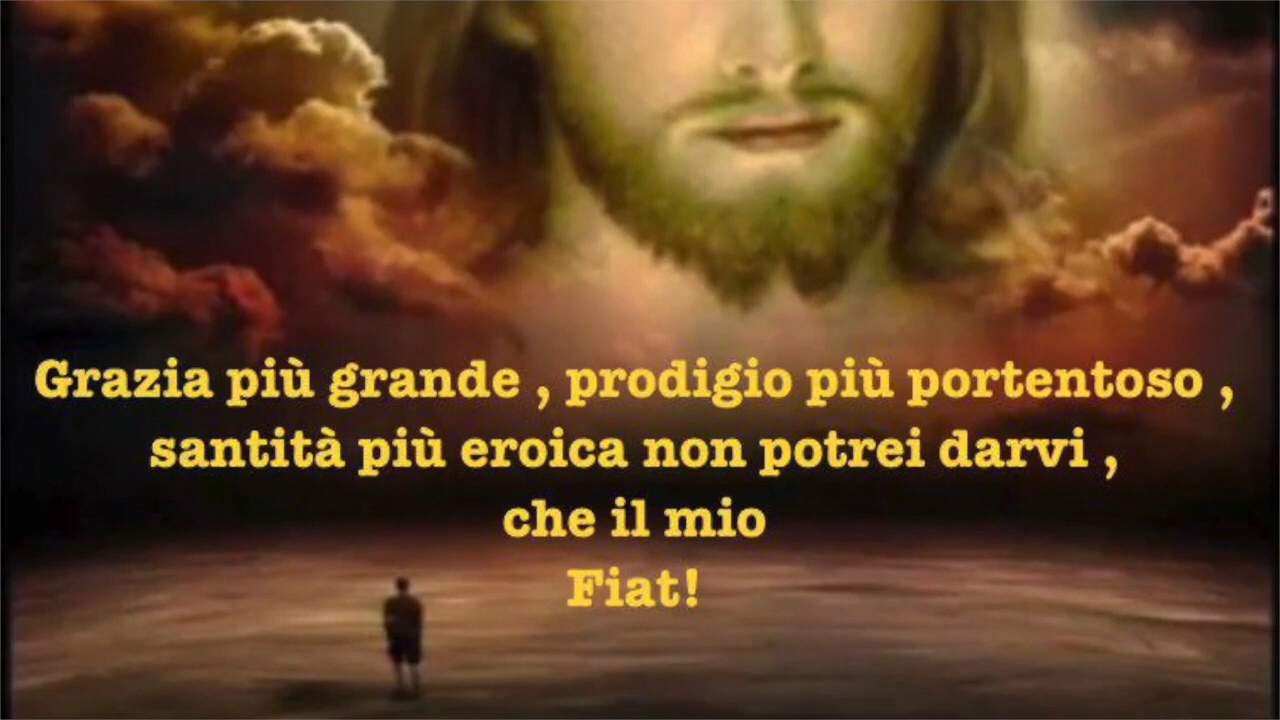 Grazia più grande , prodigio più portentoso ,
santità più eroica non potrei darvi ,
che il mio
Fiat!